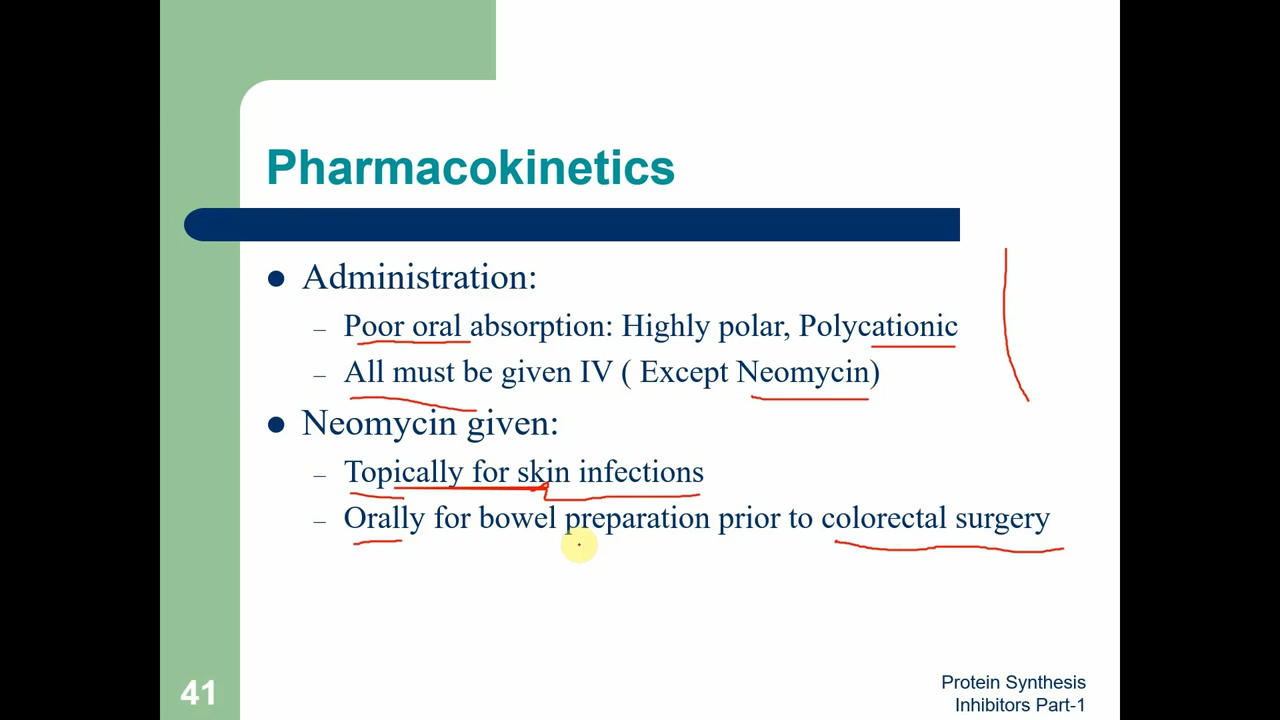 Pharmacokinetics
● Administration:
– Poor oral absorption: Highly polar, Polycationic
– All must be given IV ( Except Neomycin)
● Neomycin given:
– Topically for skin infections
– Orally for bowel preparation prior to colorectal surgery
41
Protein Synthesis
Inhibitors Part-1